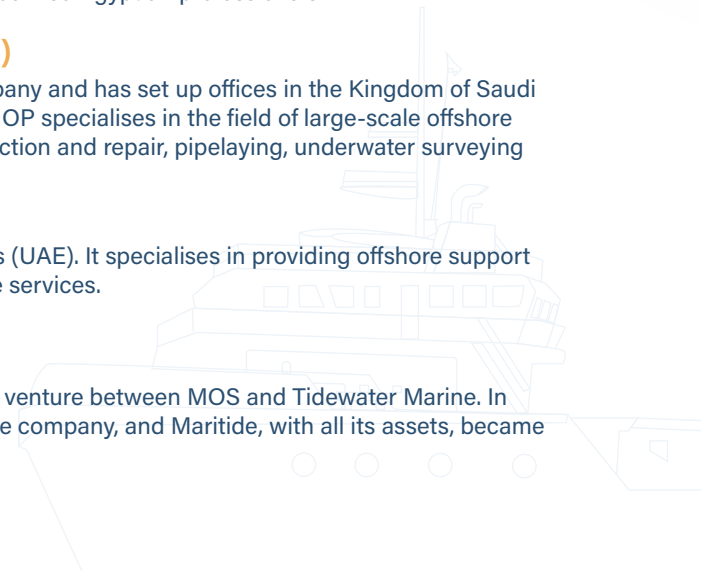 )
pany and has set up offices in the Kingdom of Saudi
OP specialises in the field of large-scale offshore
ction and repair, pipelaying, underwater surveying
s (UAE). It specialises in providing offshore support
e services.
venture between MOS and Tidewater Marine. In
e company, and Maritide, with all its assets, became